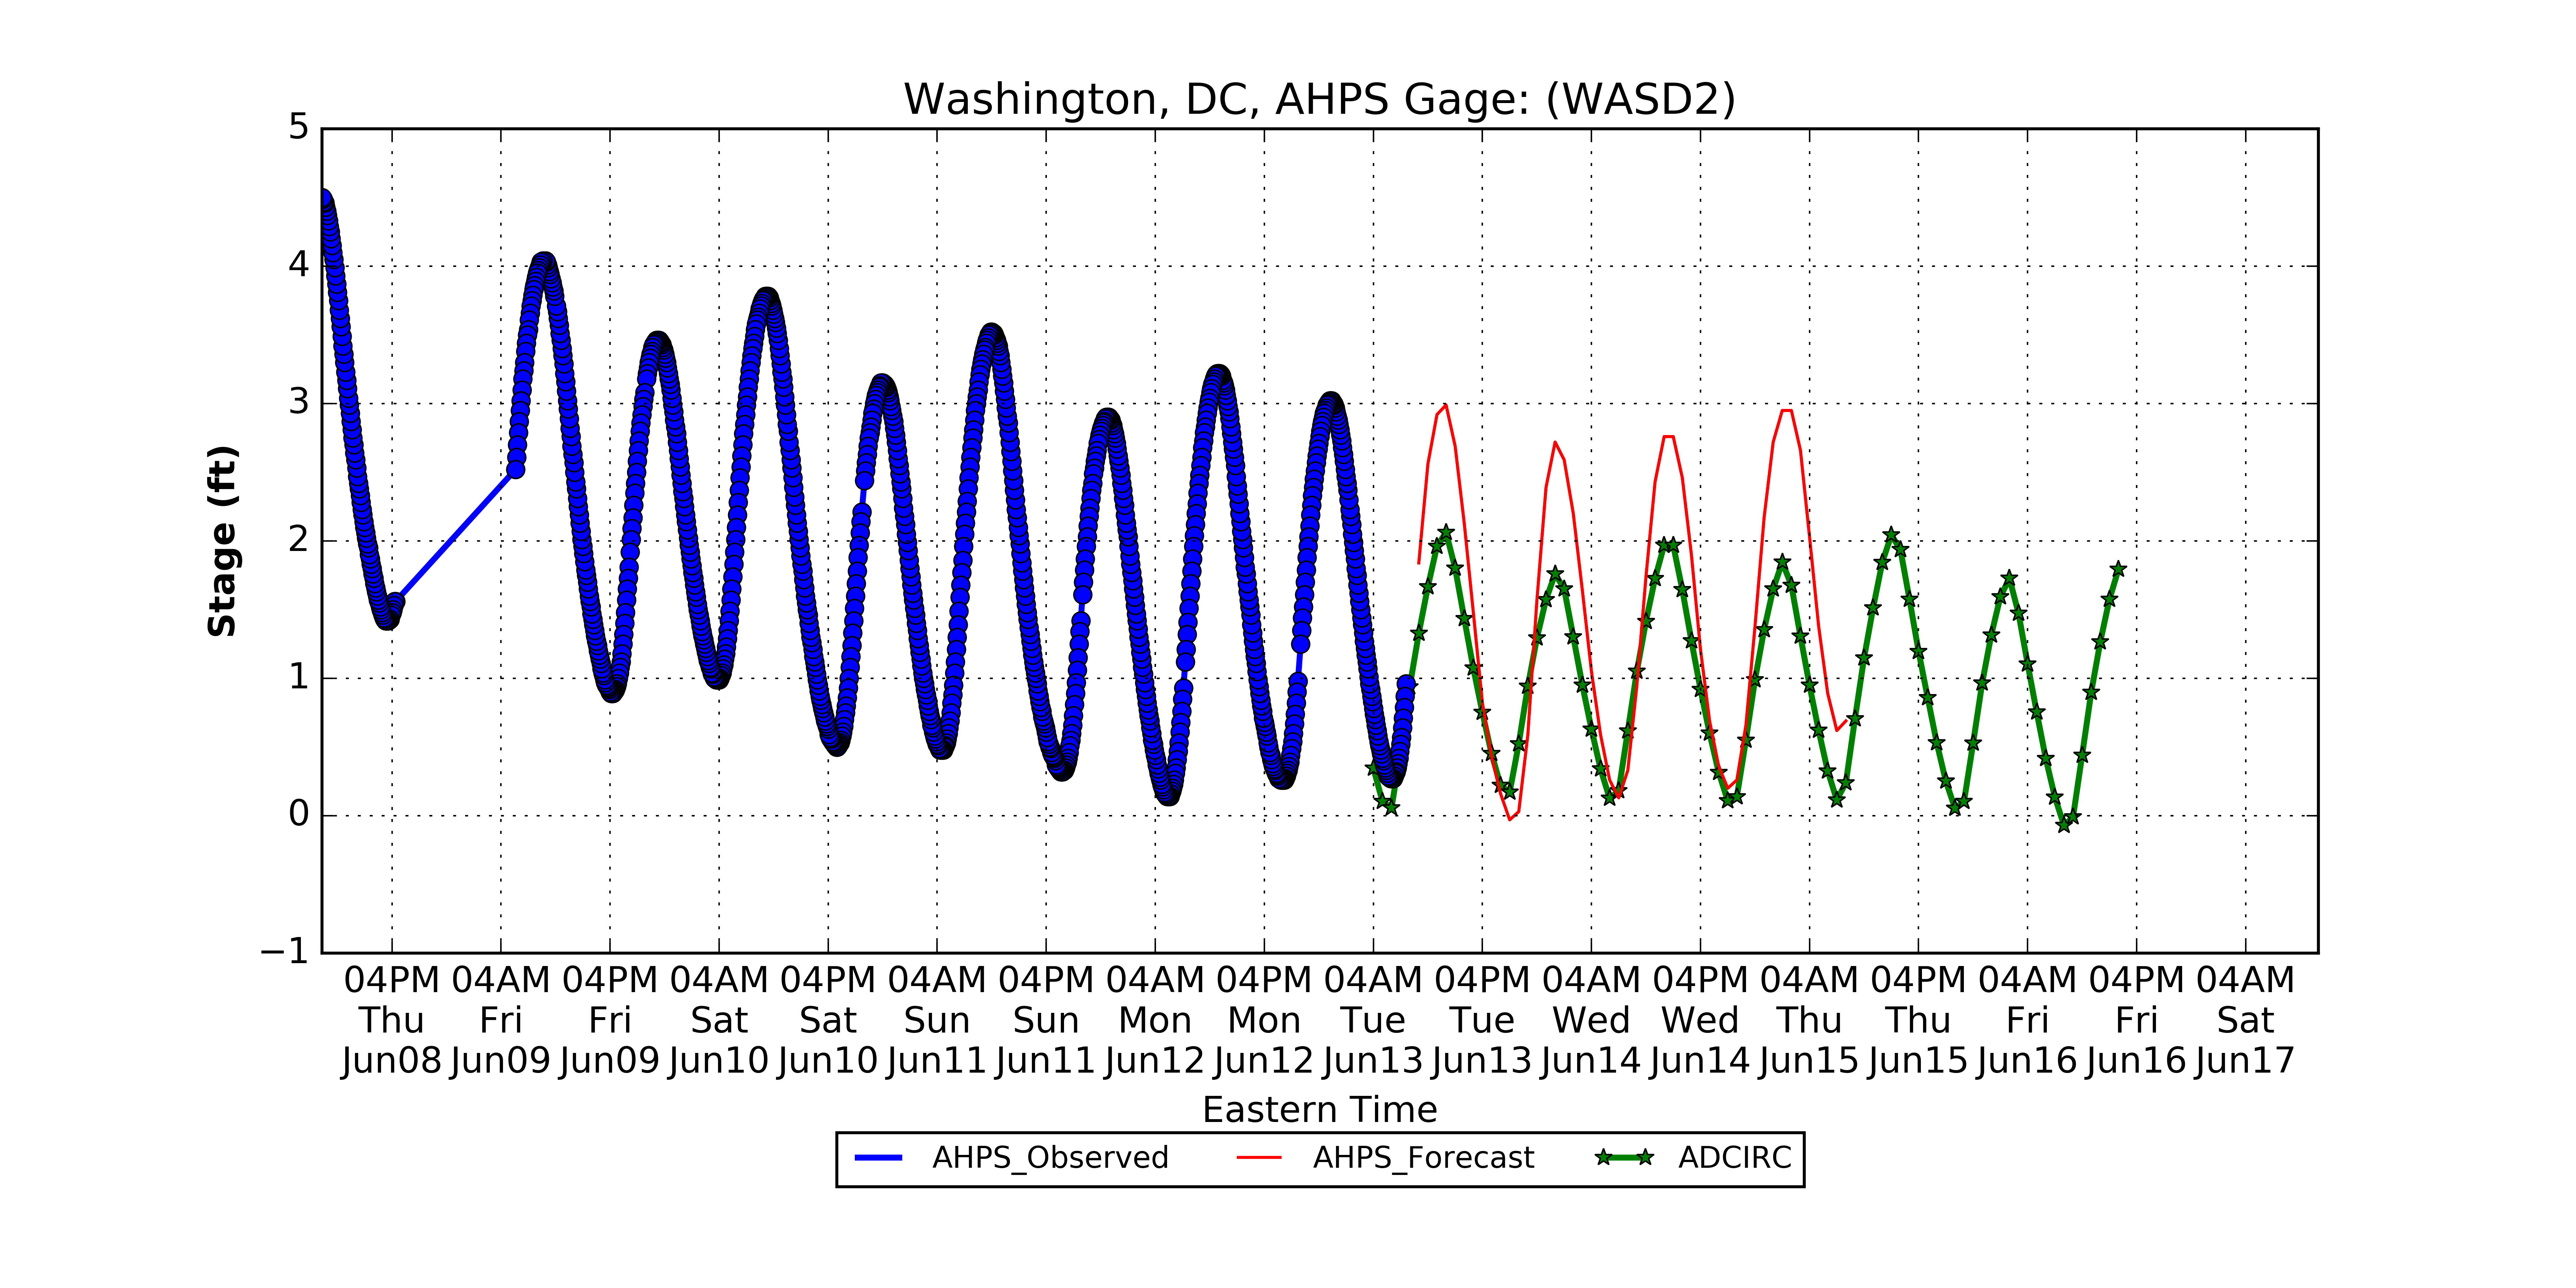 Washington, DC, AHPS Gage: (WASD2)
5
4
3
2
1
0
−1
Stage (ft)
04PM 04AM 04PM 04AM 04PM 04AM 04PM 04AM 04PM 04AM 04PM 04AM 04PM 04AM 04PM 04AM 04PM 04AM
Thu Fri Fri Sat Sat Sun Sun Mon Mon Tue Tue Wed Wed Thu Thu Fri Fri Sat
Jun08 Jun09 Jun09 Jun10 Jun10 Jun11 Jun11 Jun12 Jun12 Jun13 Jun13 Jun14 Jun14 Jun15 Jun15 Jun16 Jun16 Jun17
Eastern Time
AHPS_Observed AHPS_Forecast ADCIRC